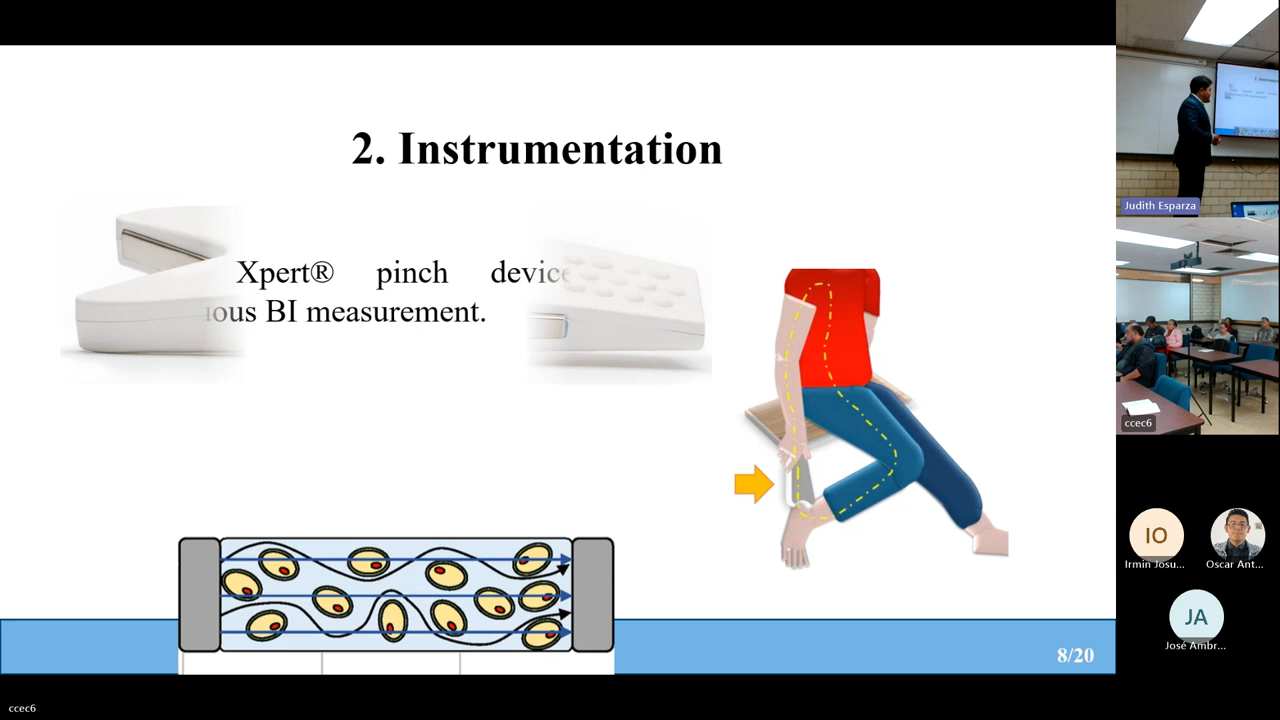 2. Instrumentation
Xpert® pinch device
ious BI measurement.
8/20
Judith Esparza
ccec6
IO
Irmin Josu...
Oscar Ant...
JA
José Ambr...
ccec6